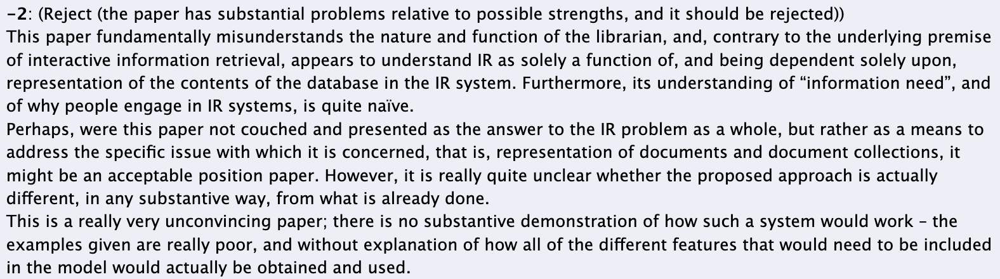 -2: (Reject (the paper has substantial problems relative to possible strengths, and it should be rejected))
This paper fundamentally misunderstands the nature and function of the librarian, and, contrary to the underlying premise
of interactive information retrieval, appears to understand IR as solely a function of, and being dependent solely upon,
representation of the contents of the database in the IR system. Furthermore, its understanding of “information need”, and
of why people engage in IR systems, is quite naïve.
Perhaps, were this paper not couched and presented as the answer to the IR problem as a whole, but rather as a means to
address the specific issue with which it is concerned, that is, representation of documents and document collections, it
might be an acceptable position paper. However, it is really quite unclear whether the proposed approach is actually
different, in any substantive way, from what is already done.
This is a really very unconvincing paper; there is no substantive demonstration of how such a system would work – the
examples given are really poor, and without explanation of how all of the different features that would need to be included
in the model would actually be obtained and used.